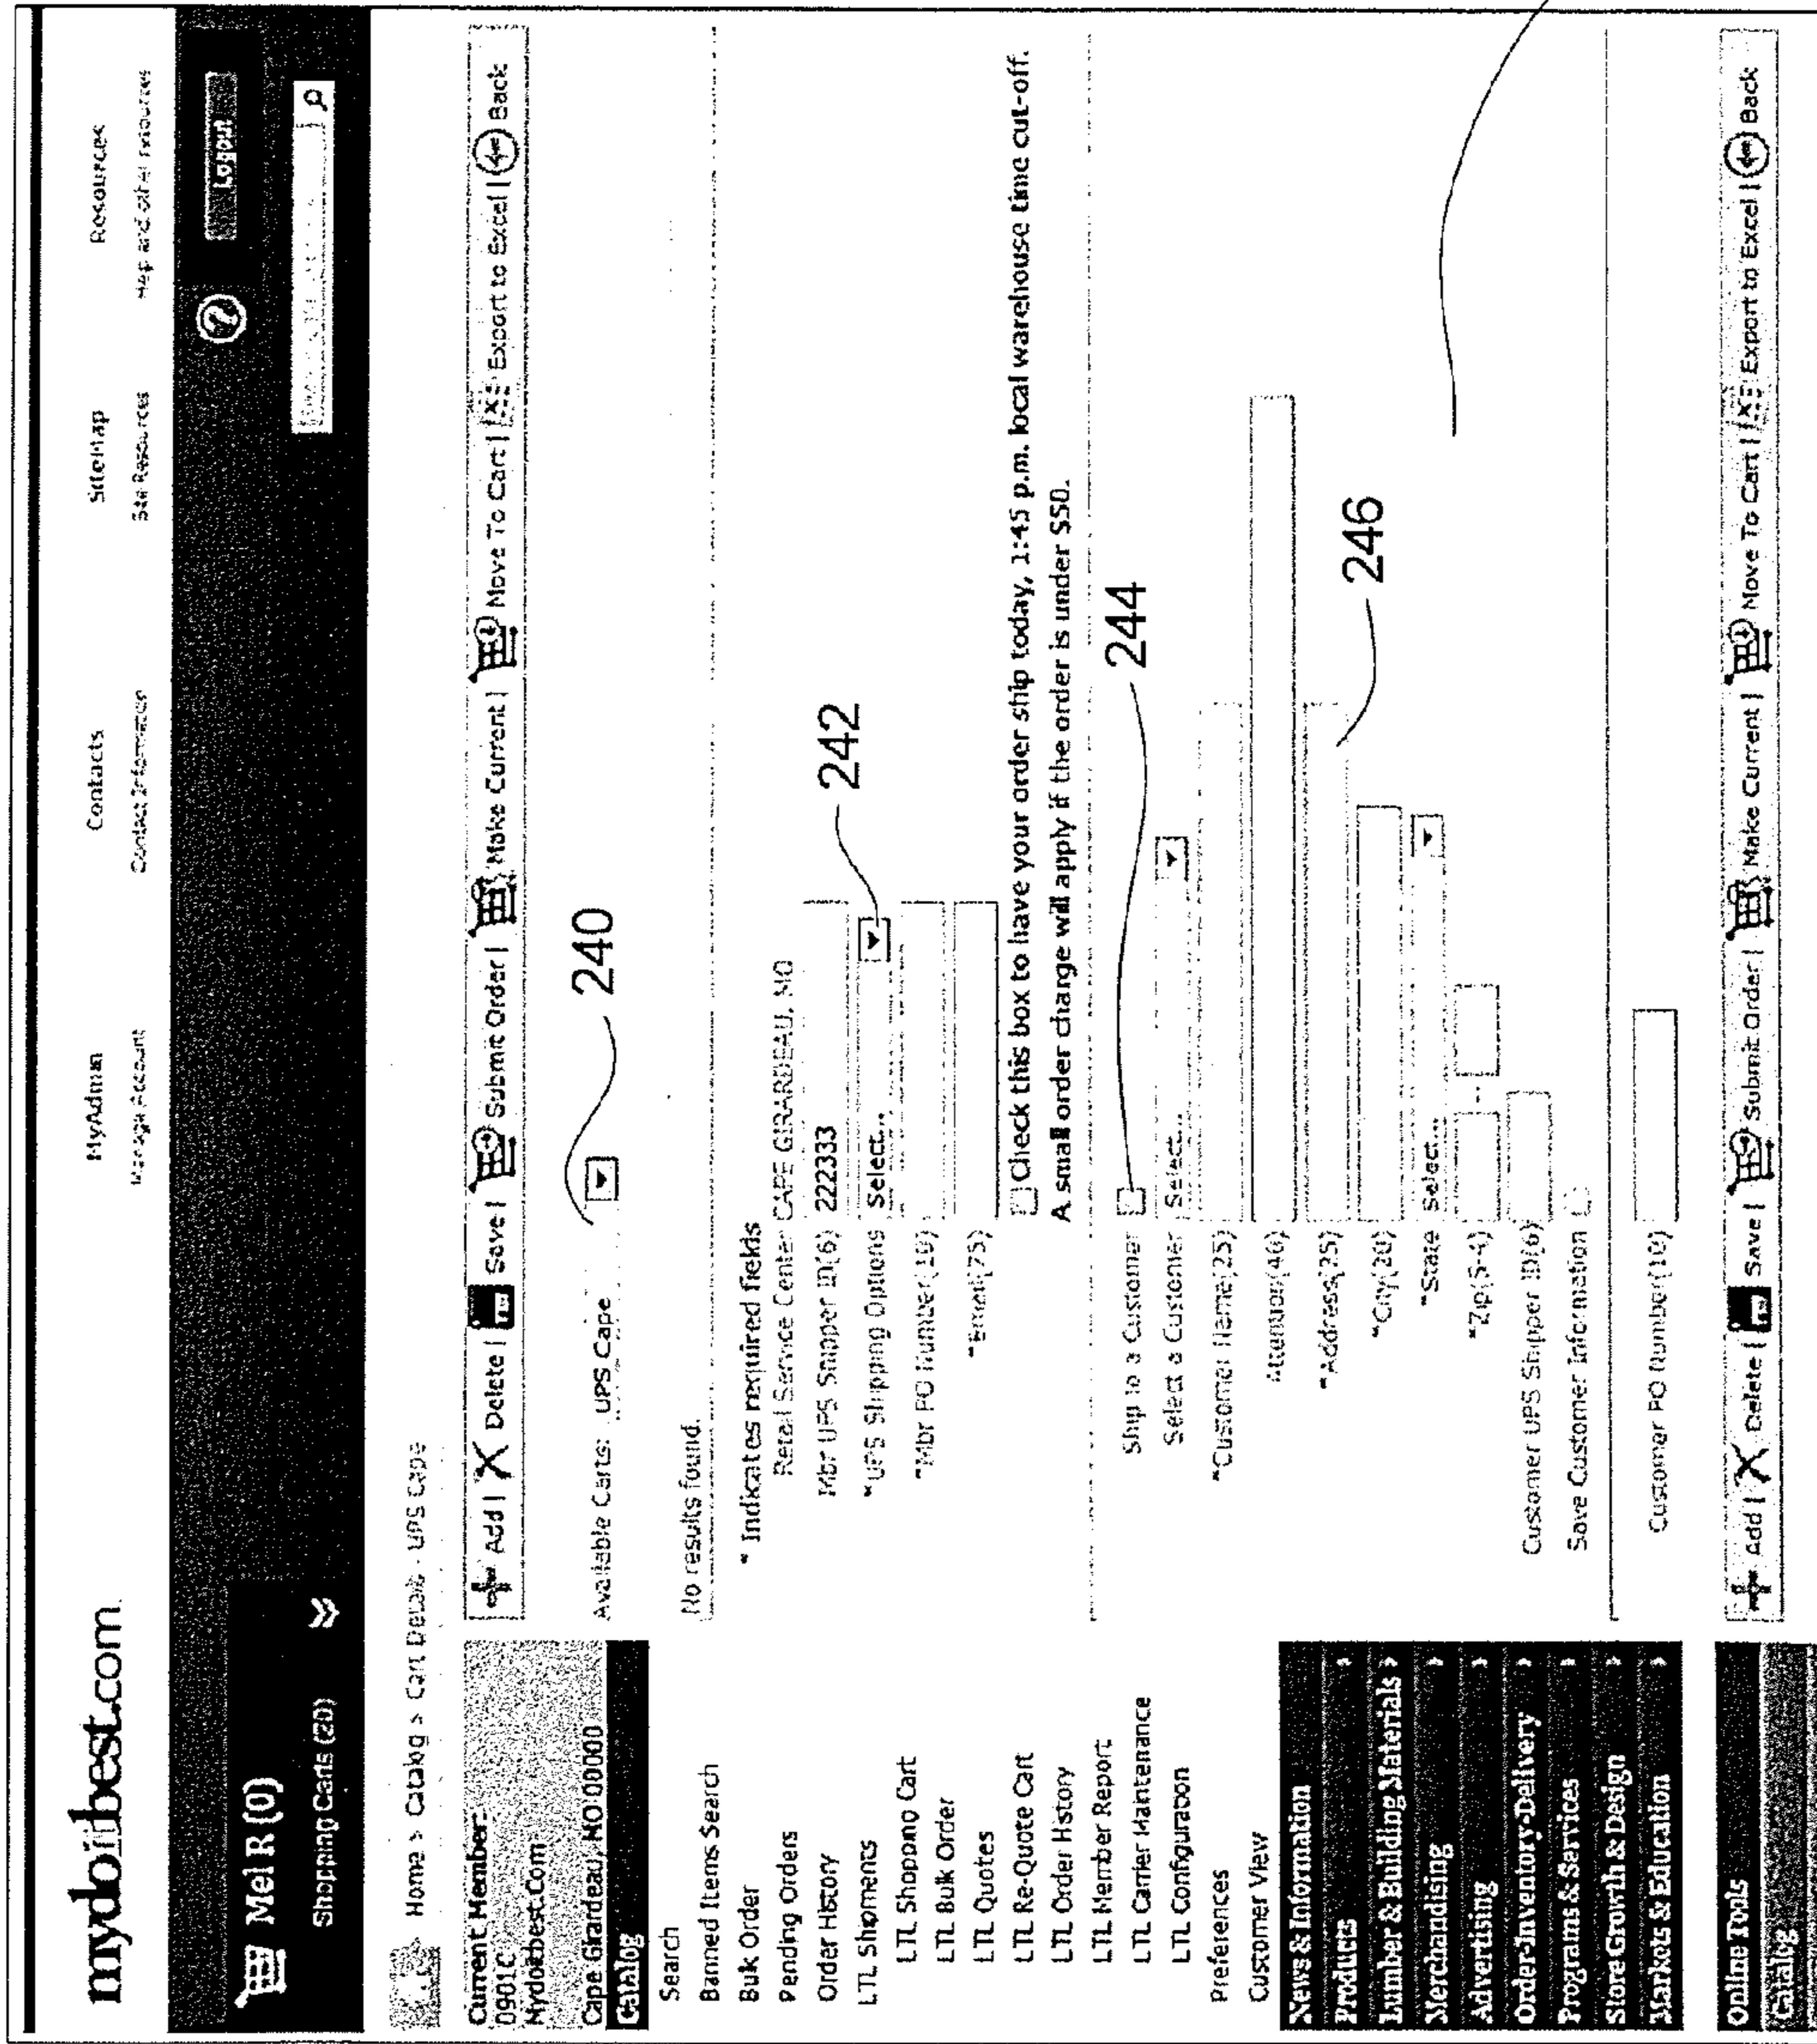 mydoitbest.com
MyAdmin
Manage Account
Contacts
Contact Information
SiteMap
Site Resources
Resources
Help and other resources
Mel R (0)
Shopping Carts (20)
?
Logout
Home > Catalog > Cart Details - UPS Cape
Current Member:
0901C
MydoitbestCom
Cape Girardeau, MO 00000
Catalog
Search
Banned Items Search
Bulk Order
Pending Orders
Order History
LTL Shipments
LTL Shopping Cart
LTL Bulk Order
LTL Quotes
LTL Re-Quote Cart
LTL Order History
LTL Member Report
LTL Carrier Maintenance
LTL Configuration
Preferences
Customer View
News & Information
Products
Lumber & Building Materials
Merchandising
Advertising
Order-Inventory-Delivery
Programs & Services
Store Growth & Design
Markets & Education
Online Tools
Catalog
Add | Delete | Save | Submit Order | Make Current | Move To Cart | Export to Excel | Back
Available Carts: UPS Cape
240
No results found.
* Indicates required fields
Retail Service Center CAPE GIRARDEAU, MO
Mbr UPS Shipper ID(6) 222333
*UPS Shipping Options Select...
242
*Mbr PO Number(10)
*Email(75)
Check this box to have your order ship today, 1:45 p.m. local warehouse time cut-off.
A small order charge will apply if the order is under $50.
Ship to a Customer
244
Select a Customer Select...
*Customer Name(25)
Attention(40)
*Address(25)
246
*City(20)
*State Select...
*Zip(5-4)
Customer UPS Shipper ID(6)
Save Customer Information
Customer PO Number(10)
Add | Delete | Save | Submit Order | Make Current | Move To Cart | Export to Excel | Back